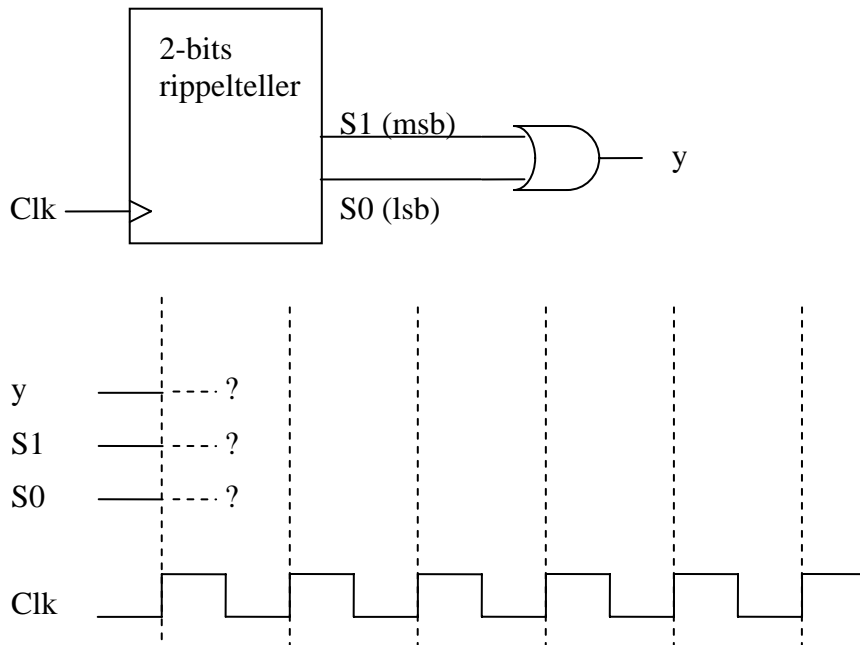 2-bits
rippelteller
S1 (msb)
y
Clk
S0 (lsb)
y ?
S1 ?
S0 ?
Clk